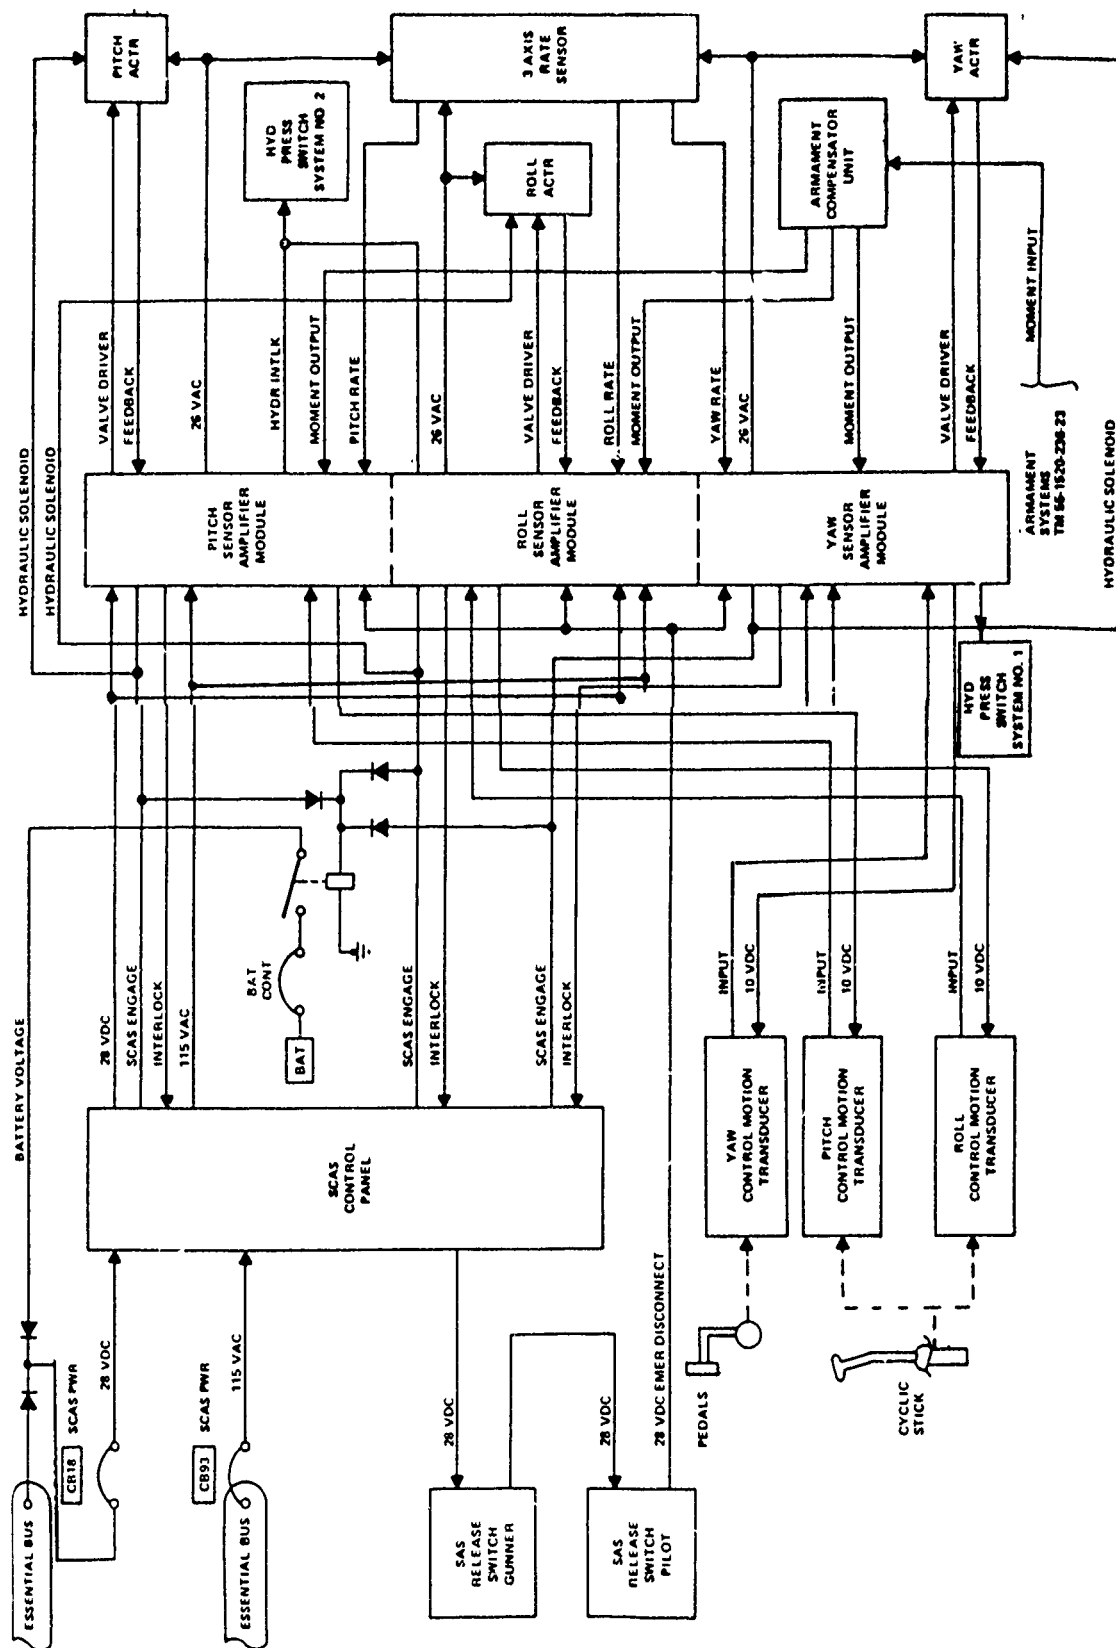 ESSENTIAL BUS
CB18
SCAS PWR
28 VDC
BATTERY VOLTAGE
ESSENTIAL BUS
CB93
SCAS PWR
115 VAC
SCAS
CONTROL
PANEL
28 VDC
SAS
RELEASE
SWITCH
GUNNER
28 VDC
SAS
RELEASE
SWITCH
PILOT
28 VDC EMER DISCONNECT
PEDALS
CYCLIC
STICK
28 VDC
SCAS ENGAGE
INTERLOCK
115 VAC
BAT
BAT
CONT
SCAS ENGAGE
INTERLOCK
SCAS ENGAGE
INTERLOCK
YAW
CONTROL MOTION
TRANSDUCER
INPUT
10 VDC
PITCH
CONTROL MOTION
TRANSDUCER
INPUT
10 VDC
ROLL
CONTROL MOTION
TRANSDUCER
INPUT
10 VDC
HYD
PRESS
SWITCH
SYSTEM NO. 1
HYDRAULIC SOLENOID
HYDRAULIC SOLENOID
PITCH
SENSOR
AMPLIFIER
MODULE
ROLL
SENSOR
AMPLIFIER
MODULE
YAW
SENSOR
AMPLIFIER
MODULE
VALVE DRIVER
FEEDBACK
26 VAC
HYDR INTLK
MOMENT OUTPUT
PITCH RATE
26 VAC
VALVE DRIVER
FEEDBACK
ROLL RATE
MOMENT OUTPUT
YAW RATE
26 VAC
MOMENT OUTPUT
VALVE DRIVER
FEEDBACK
ARMAMENT
SYSTEMS
TM 55-1520-236-23
MOMENT INPUT
HYDRAULIC SOLENOID
PITCH
ACTR
HYD
PRESS
SWITCH
SYSTEM NO. 2
3 AXIS
RATE
SENSOR
ROLL
ACTR
ARMAMENT
COMPENSATOR
UNIT
YAW
ACTR